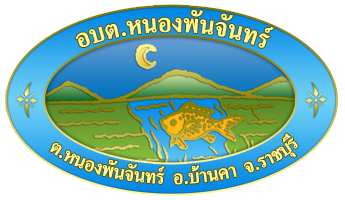 อบต.หนองพันจันทร์
ต.หนองพันจันทร์ อ.บ้านคา จ.ราชบุรี